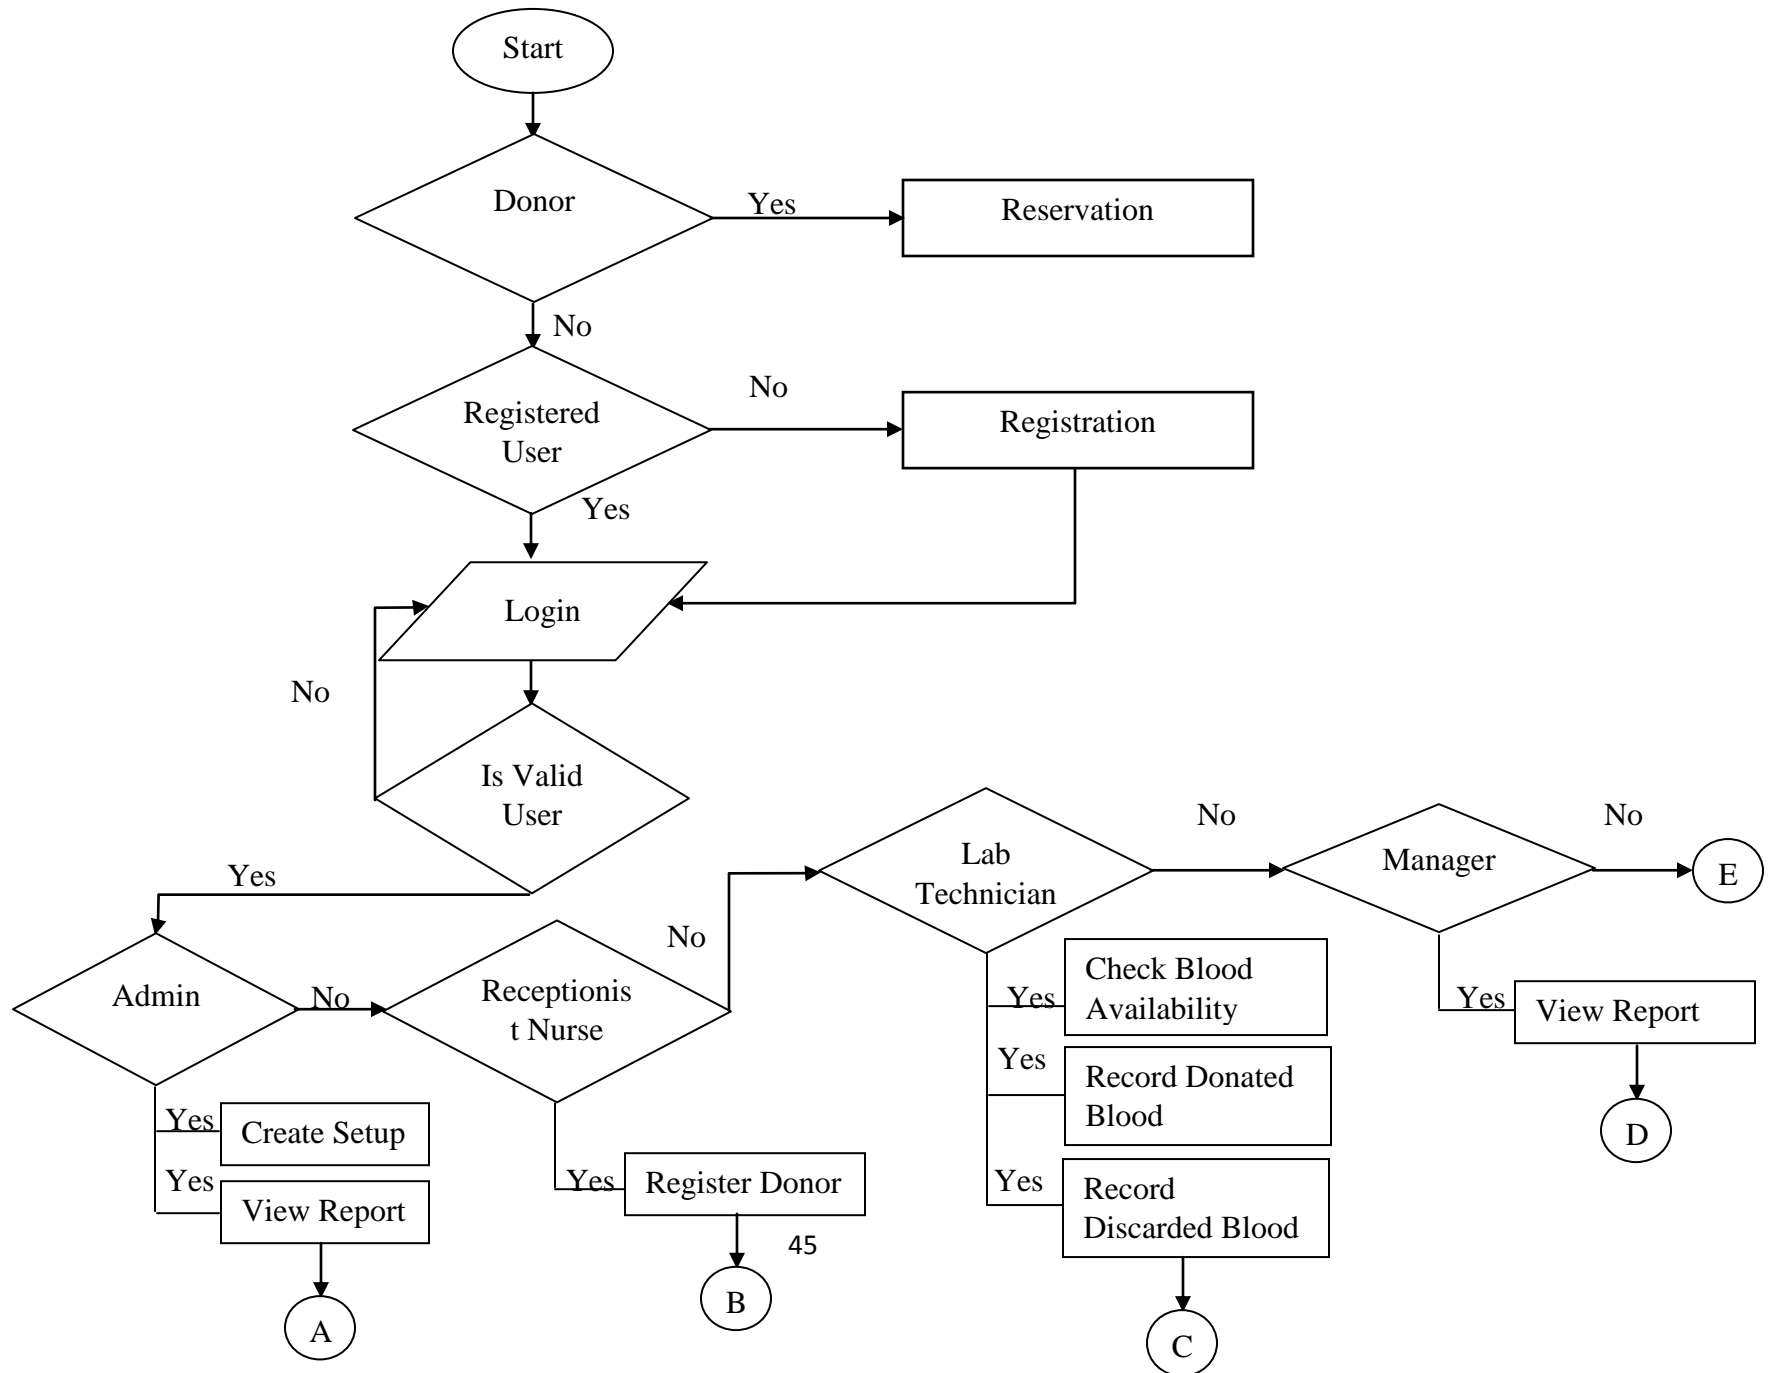 Start
Donor
Yes
Reservation
No
Registered
User
No
Registration
Yes
Login
No
Is Valid
User
Yes
Lab
Technician
No
Manager
No
E
Admin
No
Receptionis
t Nurse
No
Yes
Check Blood
Availability
Yes
Record Donated
Blood
Yes
Record
Discarded Blood
C
Yes
View Report
D
Yes
Create Setup
Yes
View Report
A
Yes
Register Donor
45
B